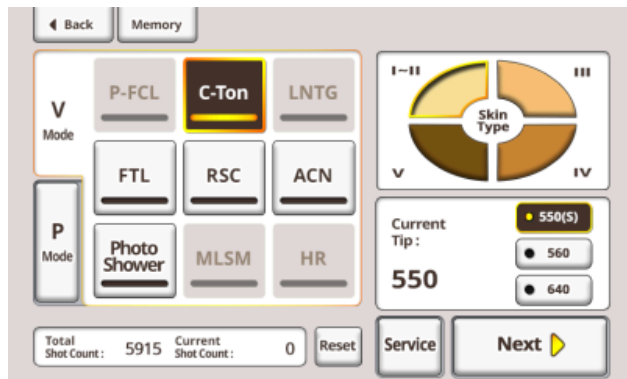 Back
Memory
V
Mode
P-FCL
C-Ton
LNTG
FTL
RSC
ACN
P
Mode
Photo
Shower
MLSM
HR
Total
Shot Count :
5915
Current
Shot Count :
0
Reset
I~II
III
Skin
Type
V
IV
Current
Tip :
550
550(S)
560
640
Service
Next